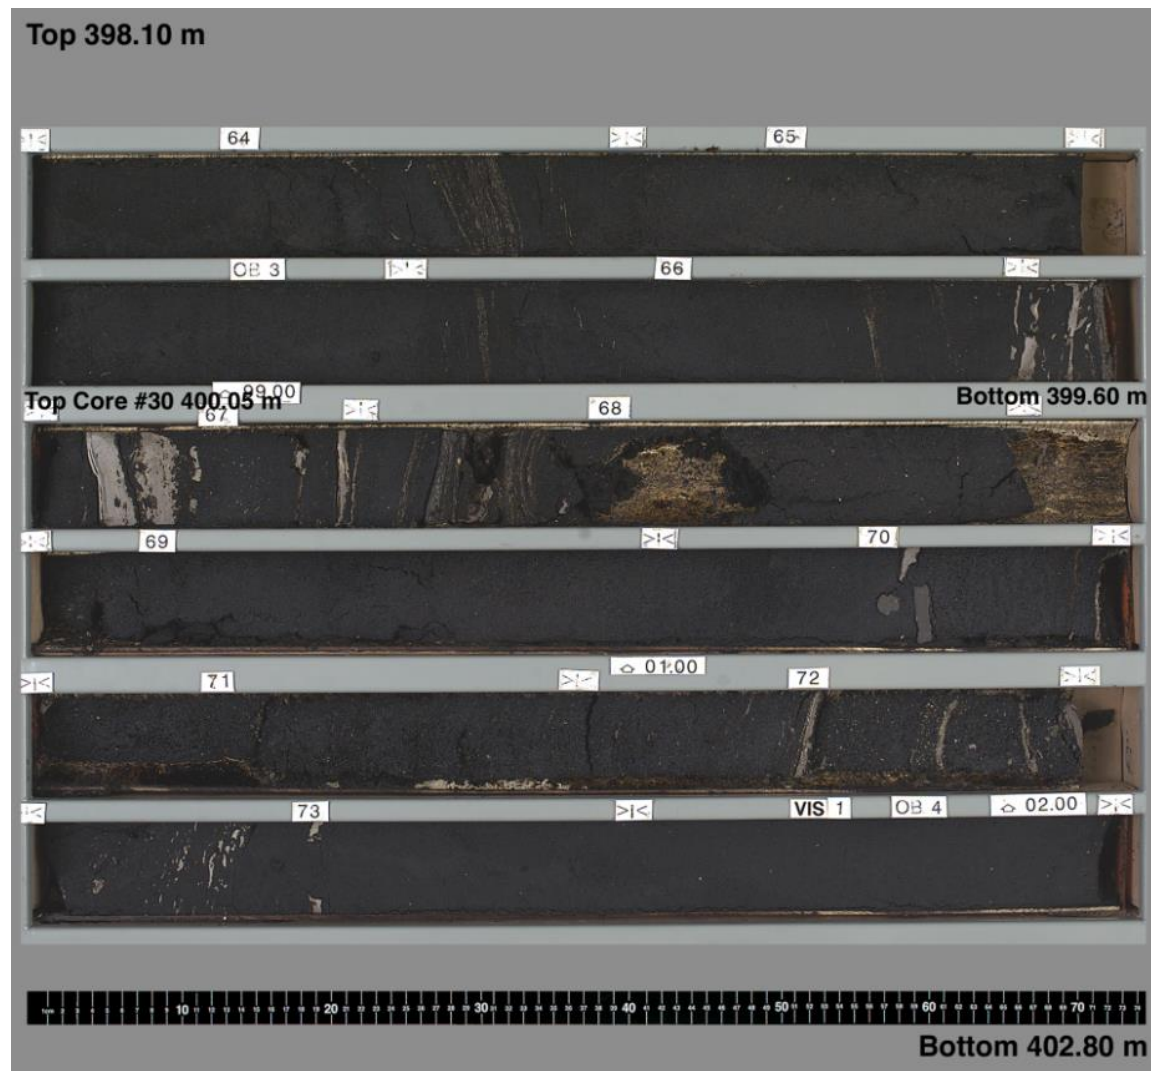 Top 398.10 m
>|< 64 >|< 65 >|<
OB 3 >|< 66 >|<
99.00
Top Core #30 400.05 m
Bottom 399.60 m
67 >|< 68
>|< 69 >|< 70 >|<
01.00
>|< 71 >|< 72 >|<
>|< 73 >|< VIS 1 OB 4 02.00 >|<
10 20 30 40 50 60 70
Bottom 402.80 m